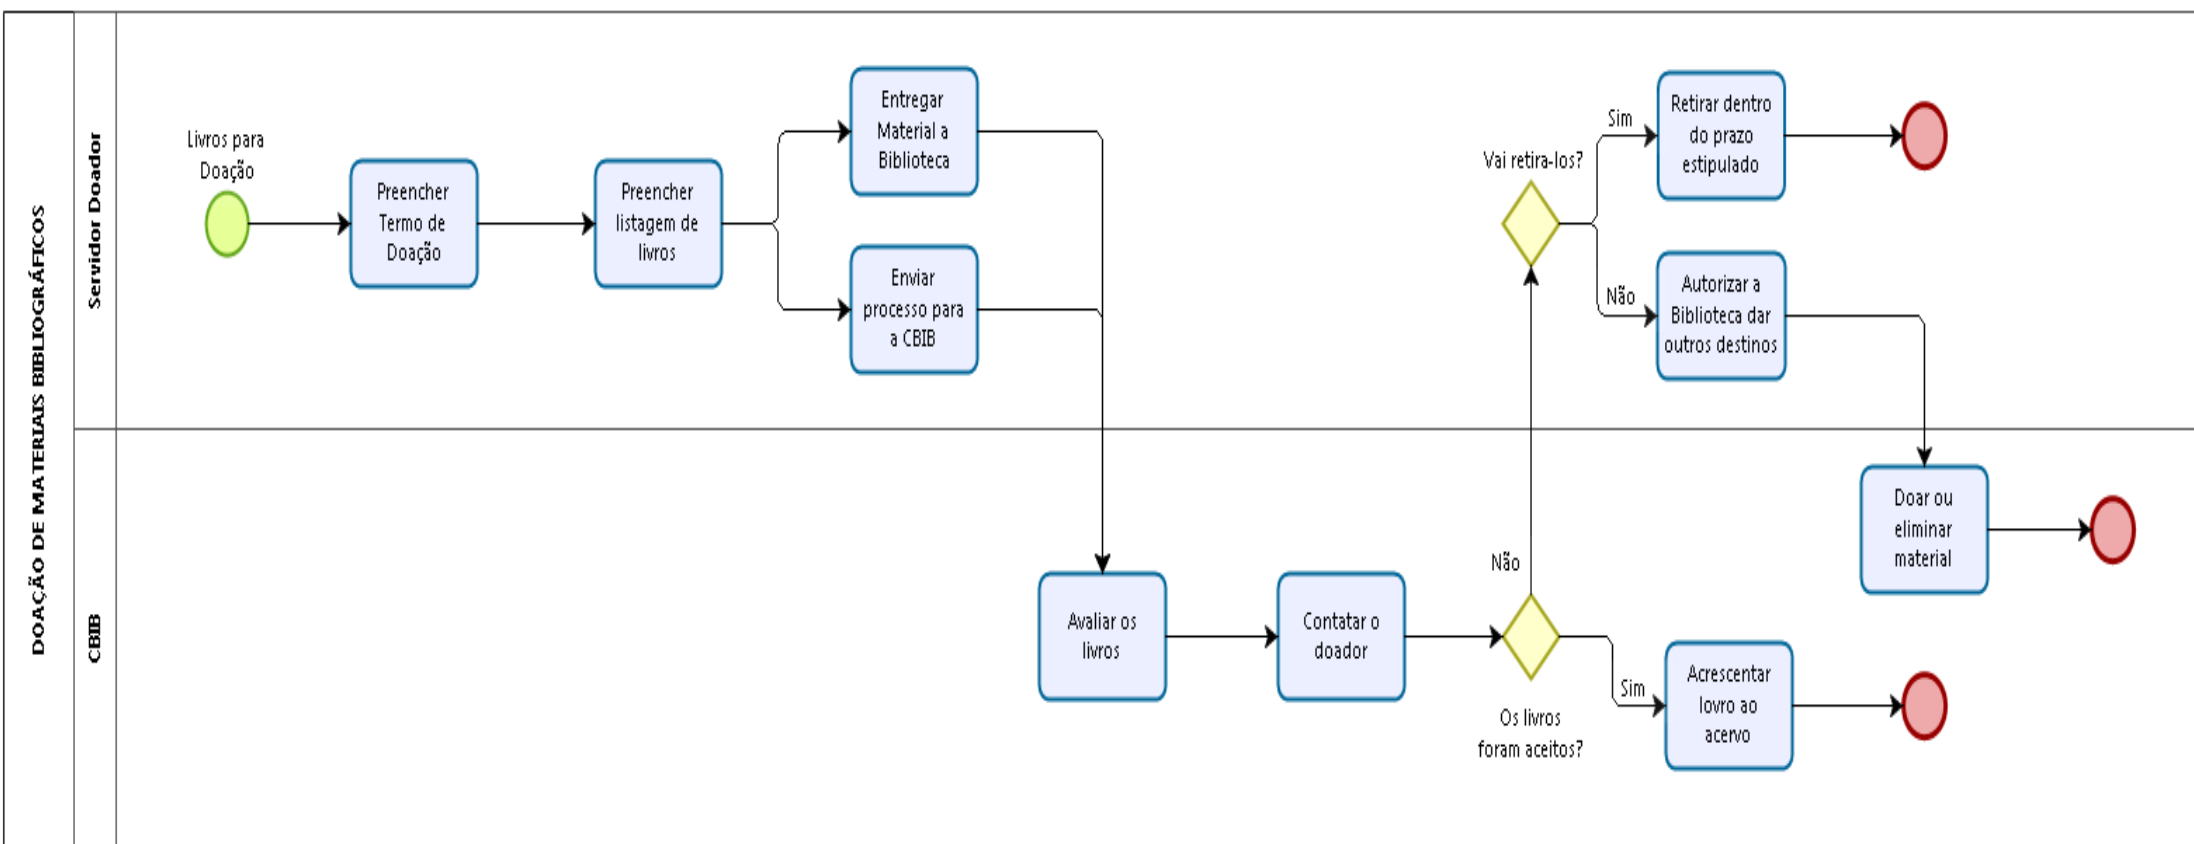 DOAÇÃO DE MATERIAIS BIBLIOGRÁFICOS
Servidor Doador
Livros para
Doação
Preencher
Termo de
Doação
Preencher
listagem de
livros
Entregar
Material a
Biblioteca
Enviar
processo para
a CBIB
Vai retira-los?
Sim
Retirar dentro
do prazo
estipulado
Não
Autorizar a
Biblioteca dar
outros destinos
CBIB
Avaliar os
livros
Contatar o
doador
Não
Os livros
foram aceitos?
Sim
Acrescentar
lovro ao
acervo
Doar ou
eliminar
material